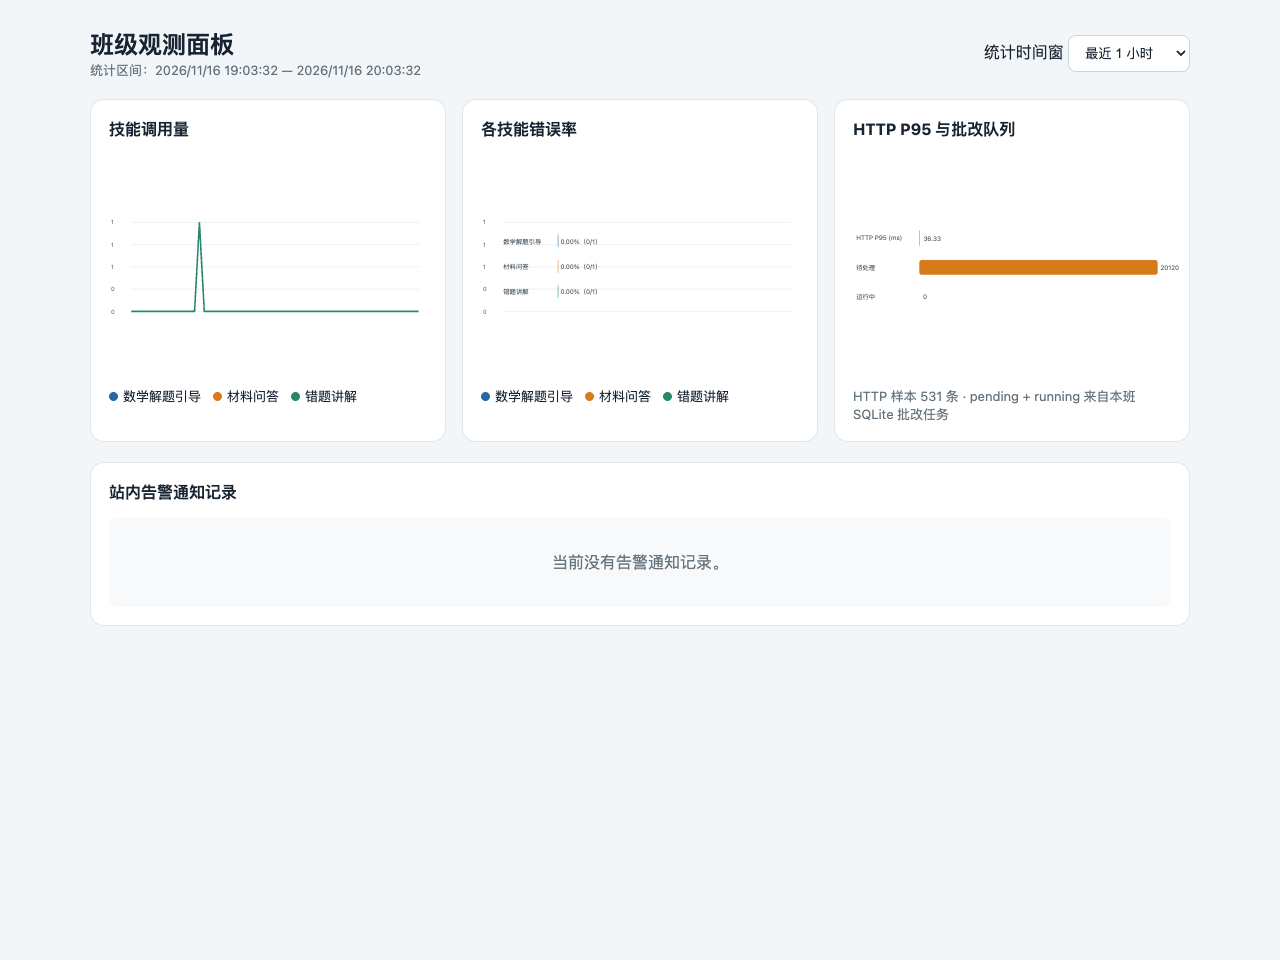 班级观测面板
统计区间：2026/11/16 19:03:32 — 2026/11/16 20:03:32
统计时间窗 最近 1 小时
技能调用量
1
1
1
0
0
数学解题引导 材料问答 错题讲解
各技能错误率
1
1
1
0
0
数学解题引导 0.00% (0/1)
材料问答 0.00% (0/1)
错题讲解 0.00% (0/1)
数学解题引导 材料问答 错题讲解
HTTP P95 与批改队列
HTTP P95 (ms) 36.33
待处理 20120
运行中 0
HTTP 样本 531 条 · pending + running 来自本班
SQLite 批改任务
站内告警通知记录
当前没有告警通知记录。